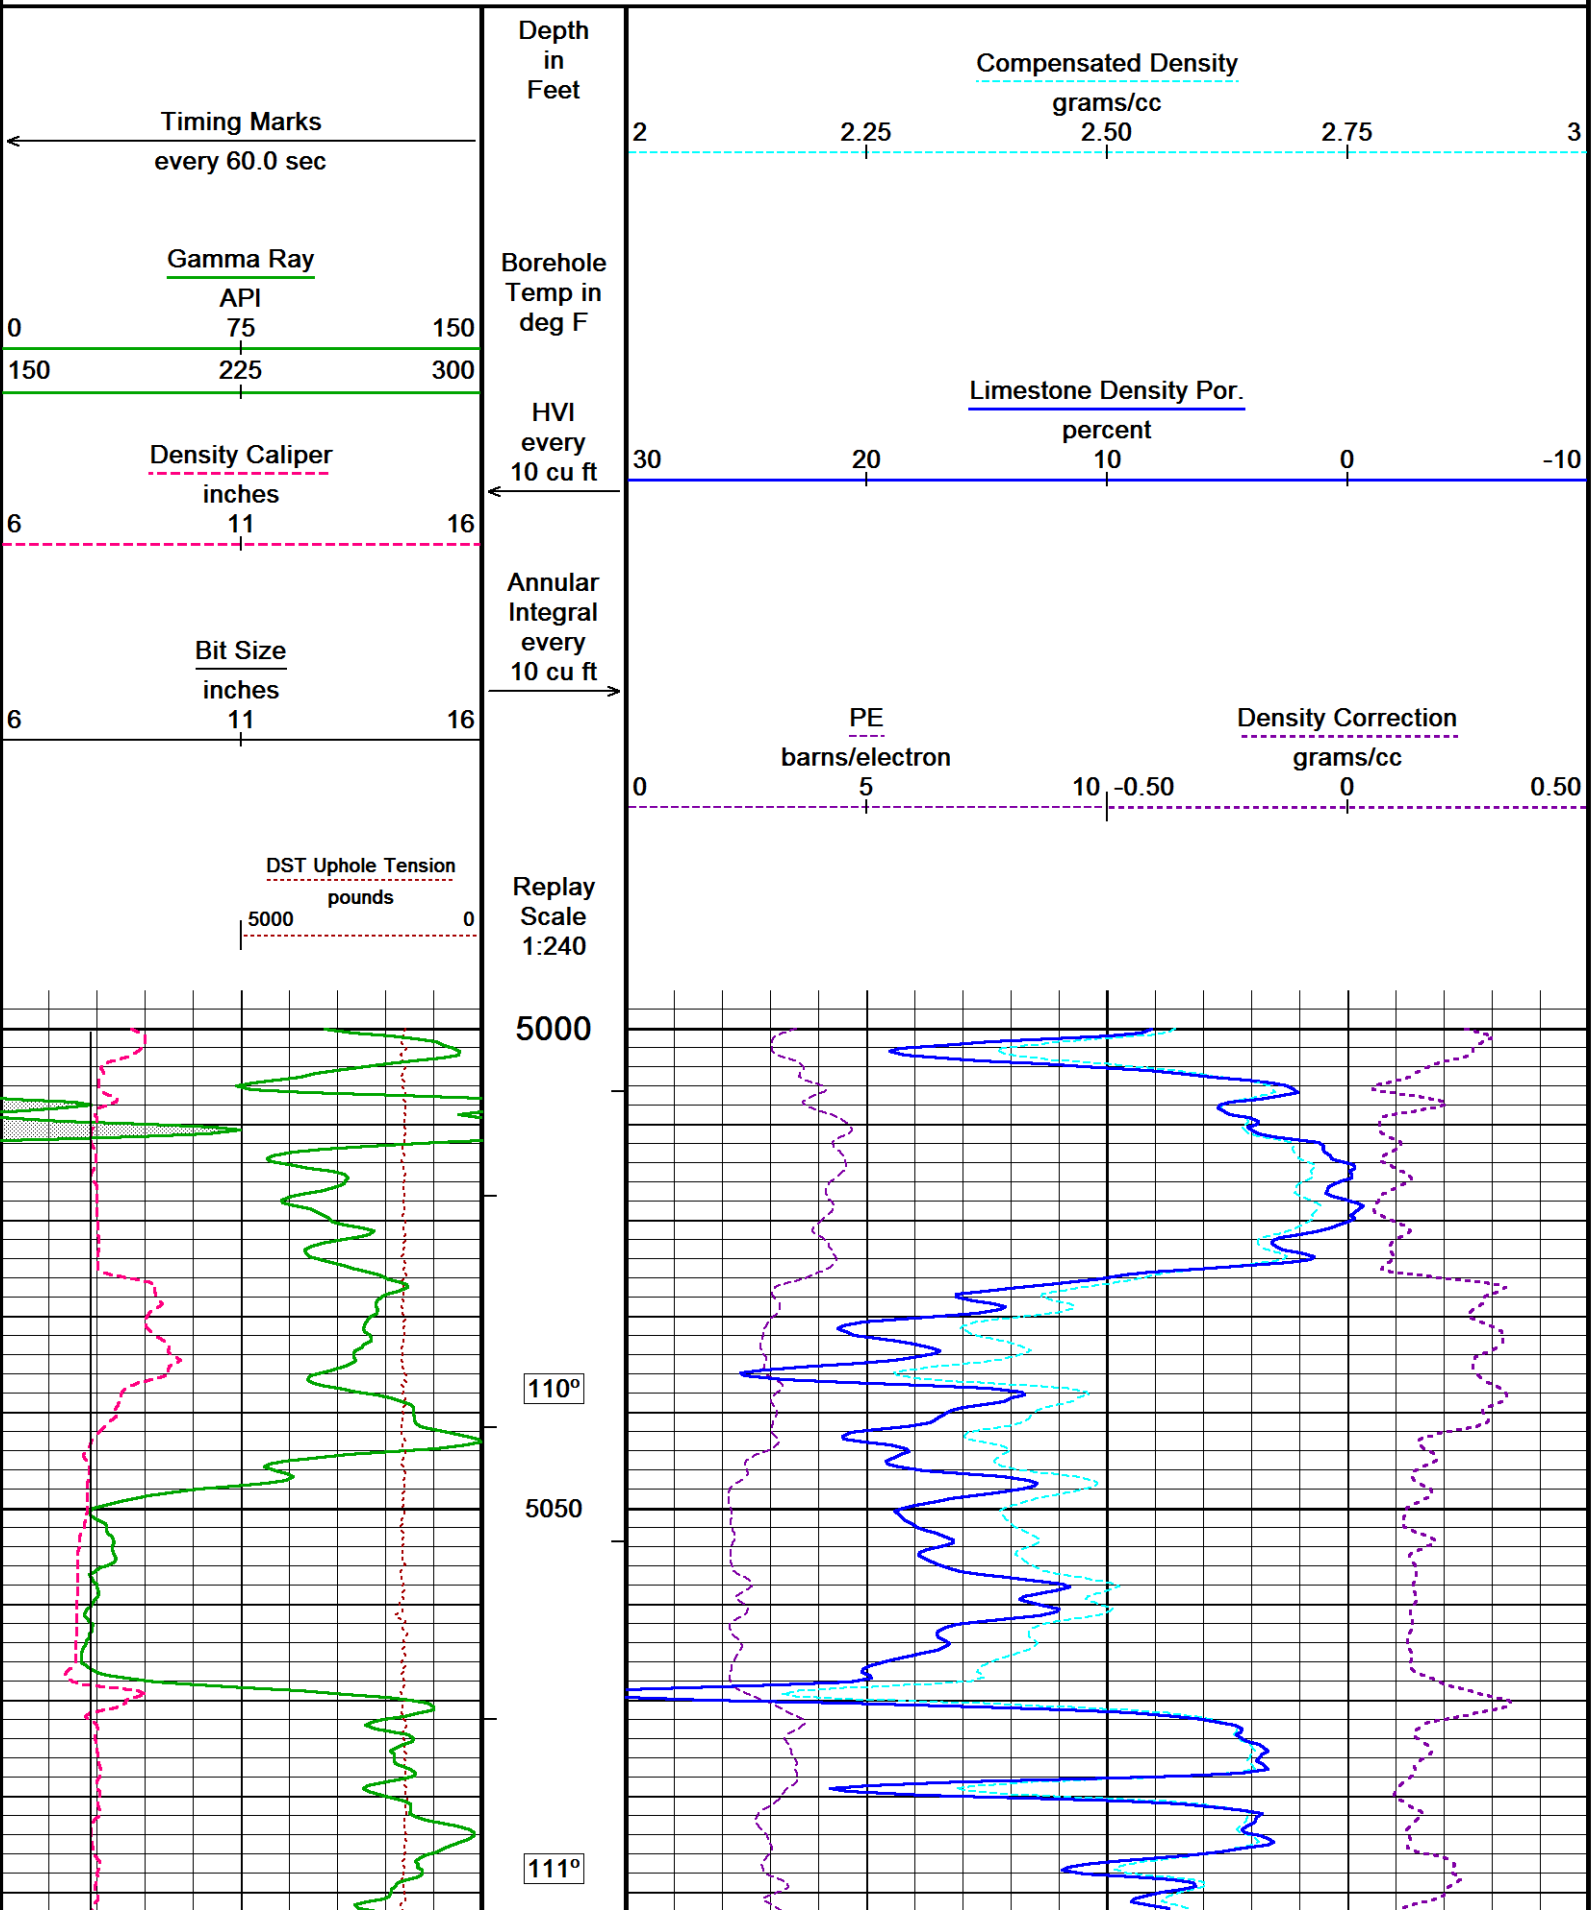 Timing Marks
every 60.0 sec
Gamma Ray
API
0 75 150
150 225 300
Density Caliper
inches
6 11 16
Bit Size
inches
6 11 16
DST Uphole Tension
pounds
5000 0
Depth
in
Feet
Borehole
Temp in
deg F
HVI
every
10 cu ft
Annular
Integral
every
10 cu ft
Replay
Scale
1:240
Compensated Density
grams/cc
2 2.25 2.50 2.75 3
Limestone Density Por.
percent
30 20 10 0 -10
PE
barns/electron
0 5 10
Density Correction
grams/cc
-0.50 0 0.50
5000
110º
5050
111º